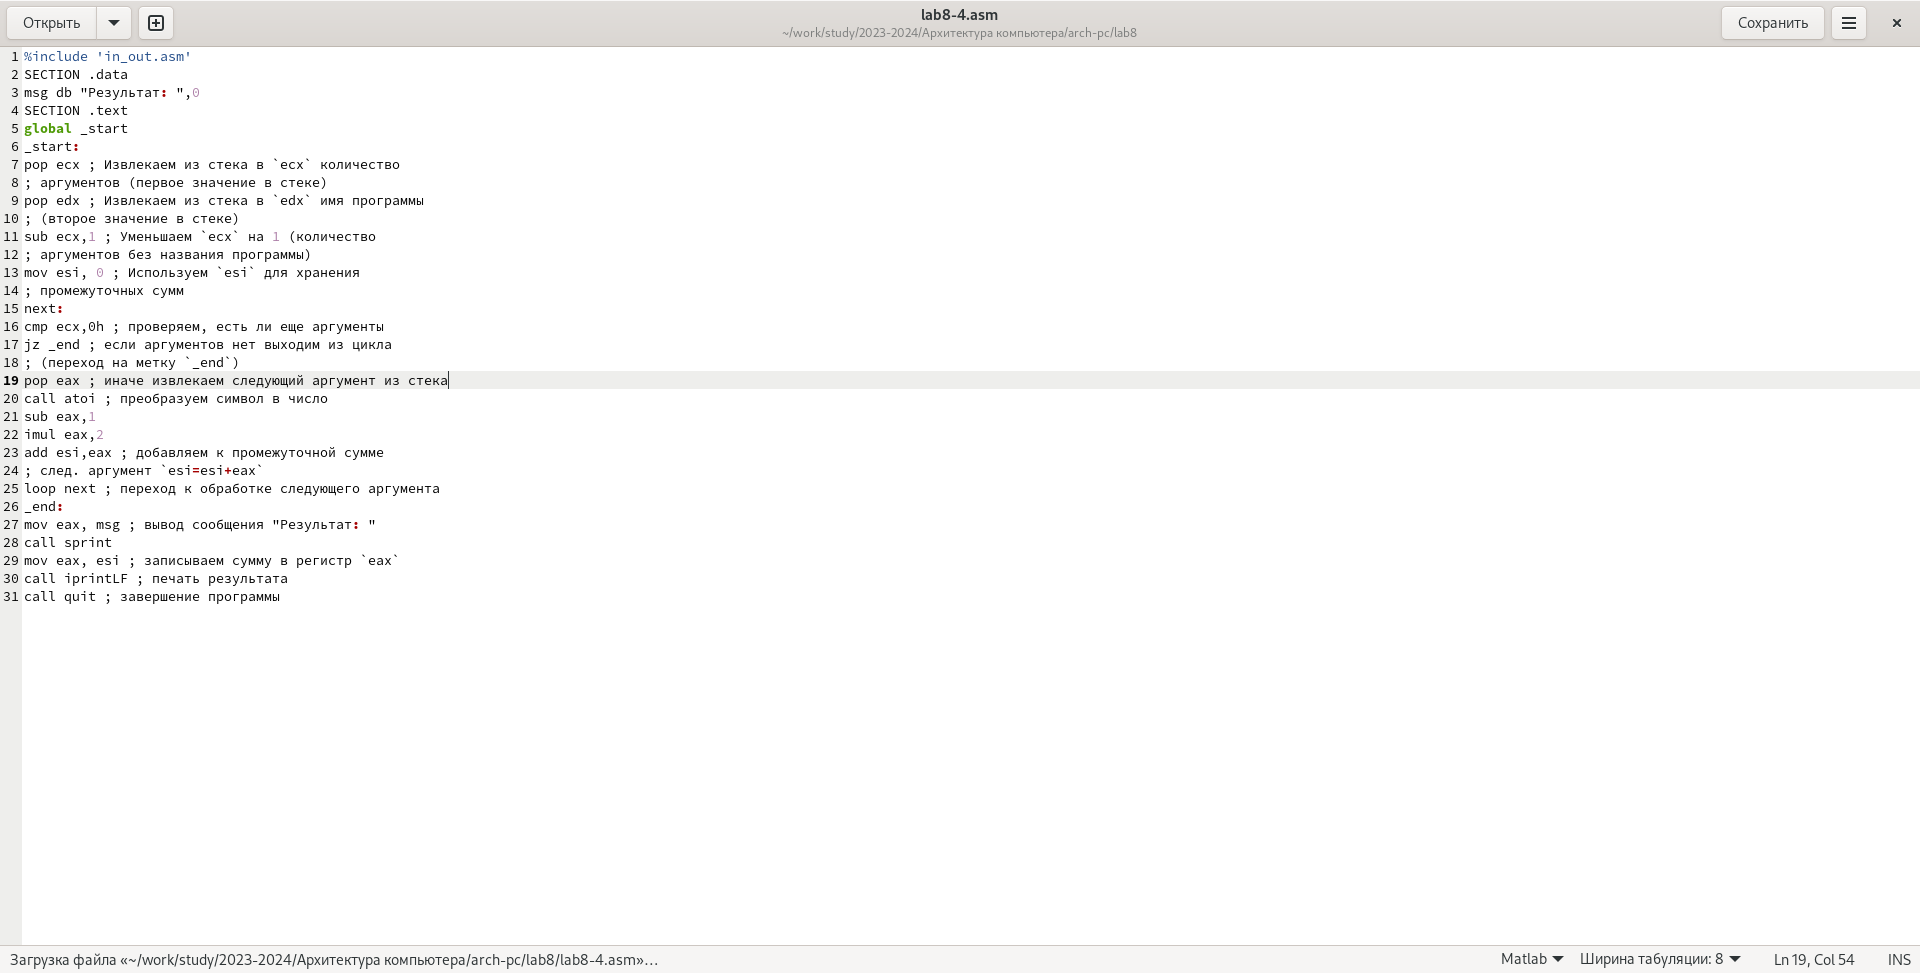 Открыть
lab8-4.asm
~/work/study/2023-2024/Архитектура компьютера/arch-pc/lab8
Сохранить
1 %include 'in_out.asm'
2 SECTION .data
3 msg db "Результат: ",0
4 SECTION .text
5 global _start
6 _start:
7 pop ecx ; Извлекаем из стека в `ecx` количество
8 ; аргументов (первое значение в стеке)
9 pop edx ; Извлекаем из стека в `edx` имя программы
10 ; (второе значение в стеке)
11 sub ecx,1 ; Уменьшаем `ecx` на 1 (количество
12 ; аргументов без названия программы)
13 mov esi, 0 ; Используем `esi` для хранения
14 ; промежуточных сумм
15 next:
16 cmp ecx,0h ; проверяем, есть ли еще аргументы
17 jz _end ; если аргументов нет выходим из цикла
18 ; (переход на метку `_end`)
19 pop eax ; иначе извлекаем следующий аргумент из стека
20 call atoi ; преобразуем символ в число
21 sub eax,1
22 imul eax,2
23 add esi,eax ; добавляем к промежуточной сумме
24 ; след. аргумент `esi=esi+eax`
25 loop next ; переход к обработке следующего аргумента
26 _end:
27 mov eax, msg ; вывод сообщения "Результат: "
28 call sprint
29 mov eax, esi ; записываем сумму в регистр `eax`
30 call iprintLF ; печать результата
31 call quit ; завершение программы
Загрузка файла «~/work/study/2023-2024/Архитектура компьютера/arch-pc/lab8/lab8-4.asm»…
Matlab
Ширина табуляции: 8
Ln 19, Col 54
INS